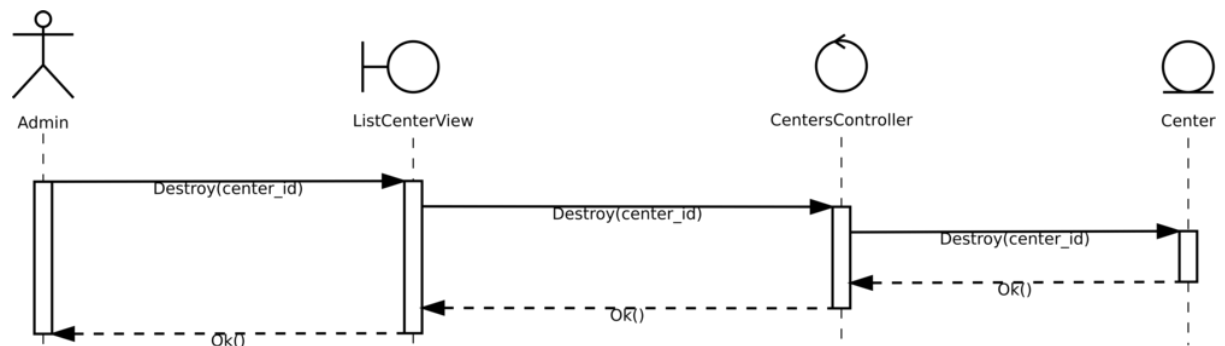 Admin
ListCenterView
CentersController
Center
Destroy(center_id)
Destroy(center_id)
Destroy(center_id)
Ok()
Ok()
Ok()